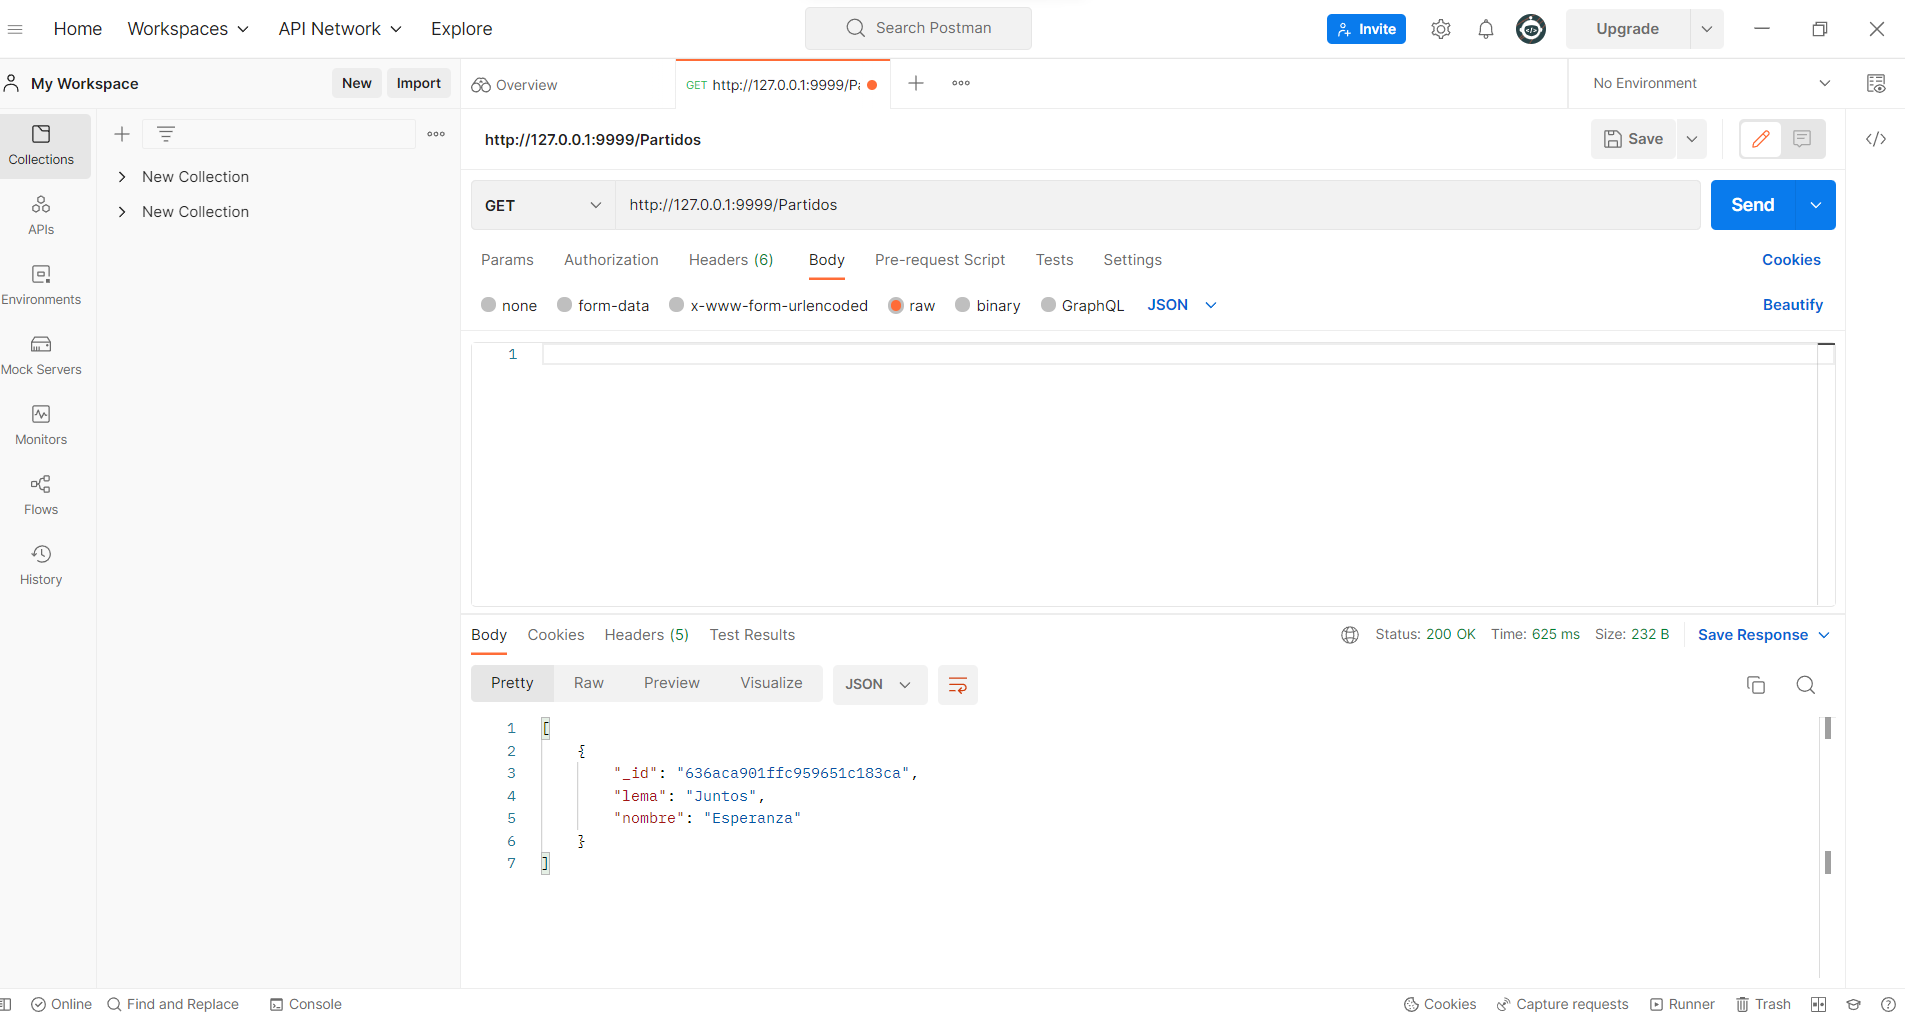 Home Workspaces API Network Explore Search Postman Invite Upgrade
My Workspace New Import Overview GET http://127.0.0.1:9999/Pa No Environment
http://127.0.0.1:9999/Partidos Save
Collections
New Collection
New Collection
APIs
Environments
Mock Servers
Monitors
Flows
History
GET http://127.0.0.1:9999/Partidos Send
Params Authorization Headers (6) Body Pre-request Script Tests Settings Cookies
none form-data x-www-form-urlencoded raw binary GraphQL JSON Beautify
1
Body Cookies Headers (5) Test Results Status: 200 OK Time: 625 ms Size: 232 B Save Response
Pretty Raw Preview Visualize JSON
1 [
2 {
3 "_id": "636aca901ffc959651c183ca",
4 "lema": "Juntos",
5 "nombre": "Esperanza"
6 }
7 ]
Online Find and Replace Console Cookies Capture requests Runner Trash